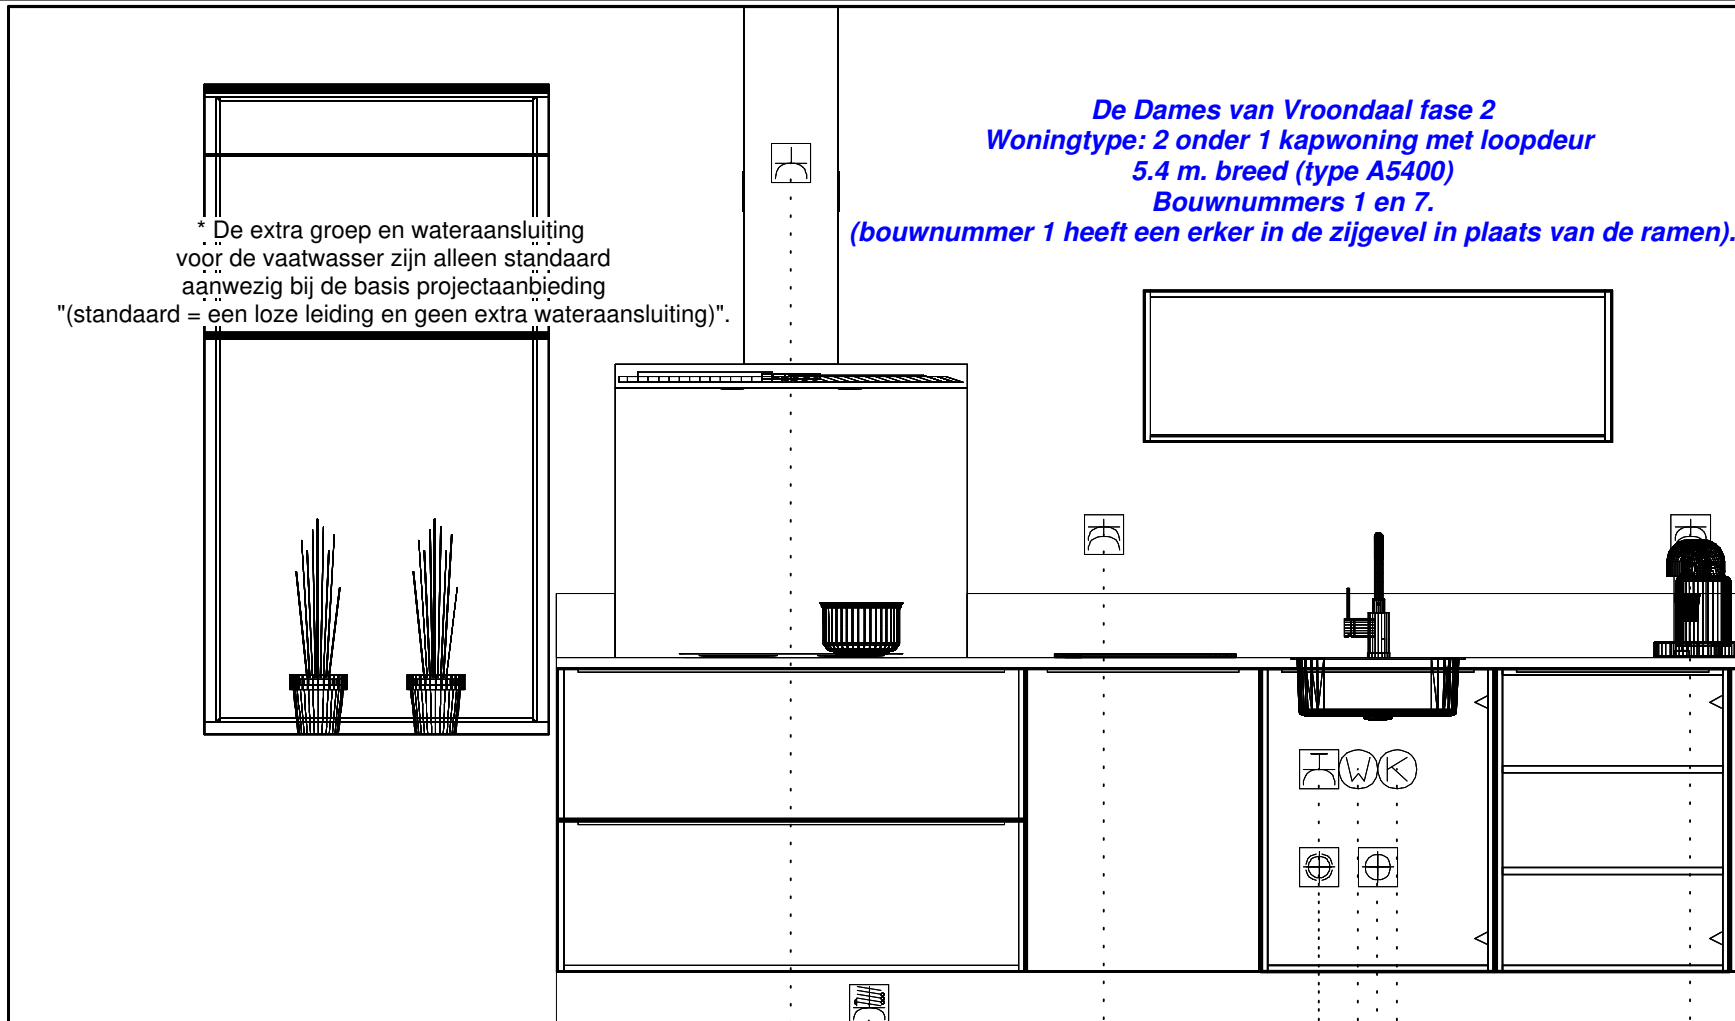 De Dames van Vroondaal fase 2
Woningtype: 2 onder 1 kapwoning met loopdeur
5.4 m. breed (type A5400)
Bouwnummers 1 en 7.
(bouwnummer 1 heeft een erker in de zijgevel in plaats van de ramen).
* De extra groep en wateraansluiting
voor de vaatwasser zijn alleen standaard
aanwezig bij de basis projectaanbieding
"(standaard = een loze leiding en geen extra wateraansluiting)".
W K